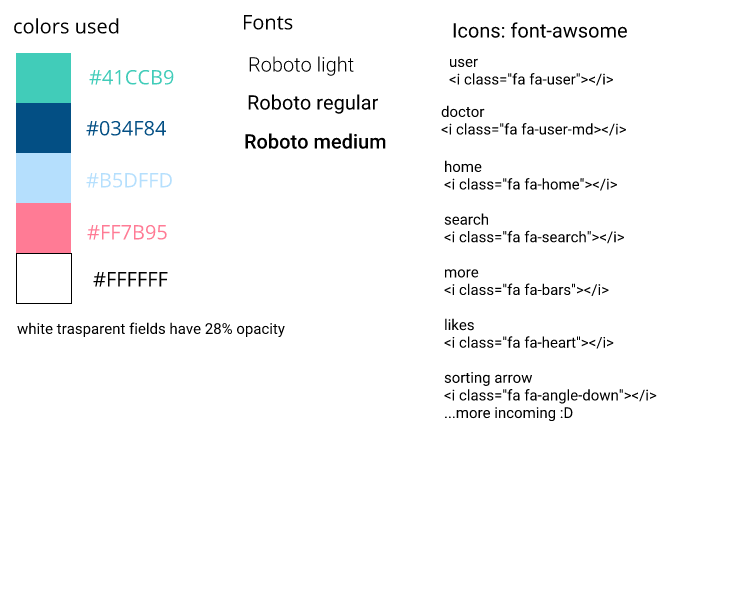 colors used
#41CCB9
#034F84
#B5DFFD
#FF7B95
#FFFFFF
white trasparent fields have 28% opacity
Fonts
Roboto light
Roboto regular
Roboto medium
Icons: font-awsome
user
<i class="fa fa-user"></i>
doctor
<i class="fa fa-user-md></i>
home
<i class="fa fa-home"></i>
search
<i class="fa fa-search"></i>
more
<i class="fa fa-bars"></i>
likes
<i class="fa fa-heart"></i>
sorting arrow
<i class="fa fa-angle-down"></i>
...more incoming :D